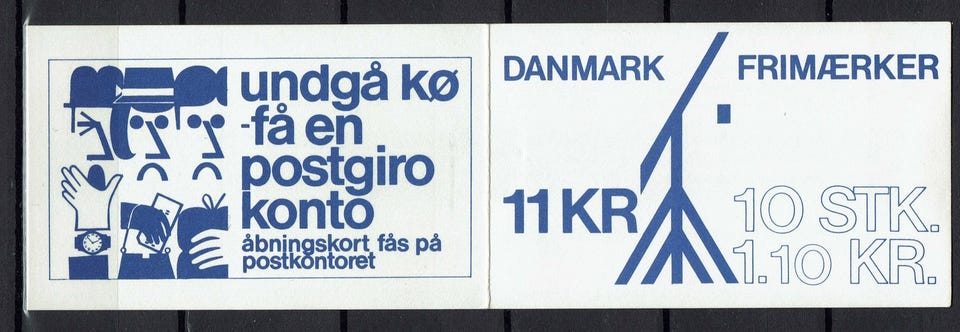 undgå kø
-få en
postgiro
konto
åbningskort fås på
postkontoret
DANMARK FRIMÆRKER
11 KR
10 STK.
1.10 KR.